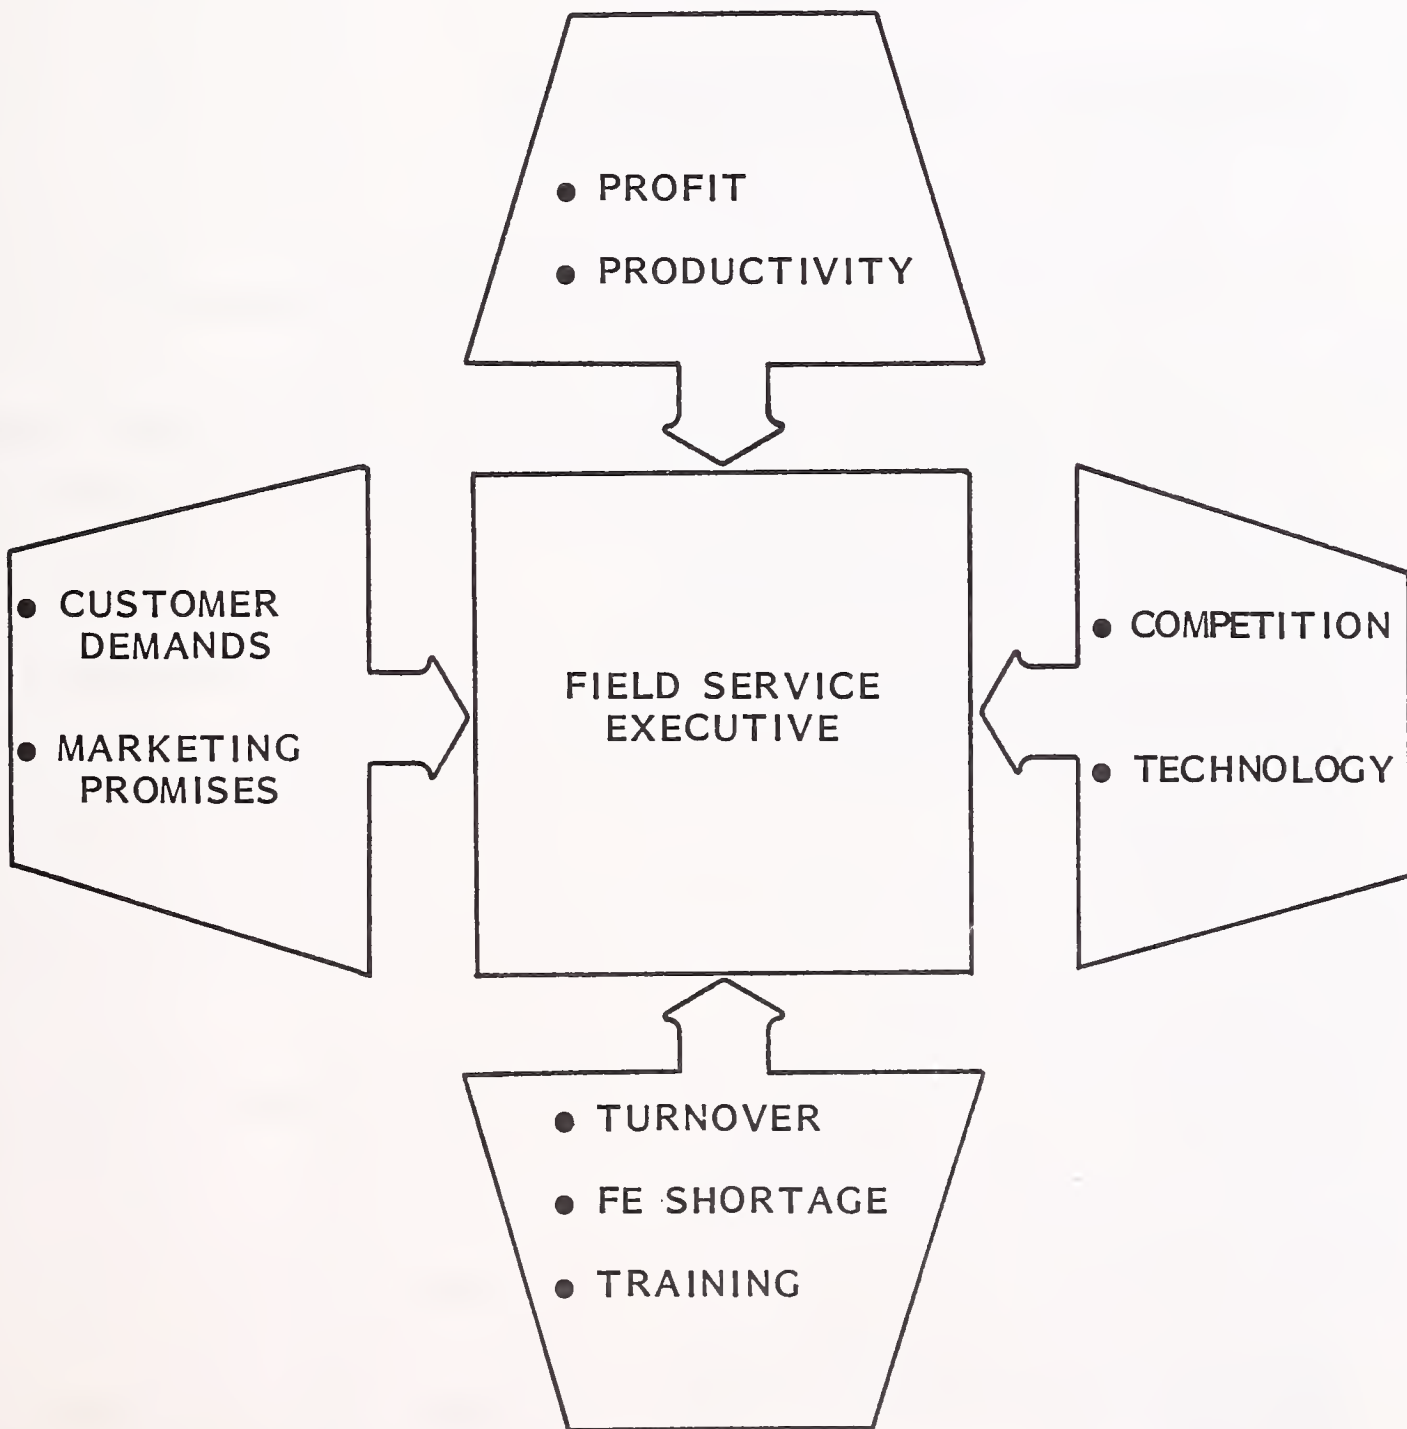 ● PROFIT
● PRODUCTIVITY
● CUSTOMER
DEMANDS
● MARKETING
PROMISES
FIELD SERVICE
EXECUTIVE
● COMPETITION
● TECHNOLOGY
● TURNOVER
● FE SHORTAGE
● TRAINING